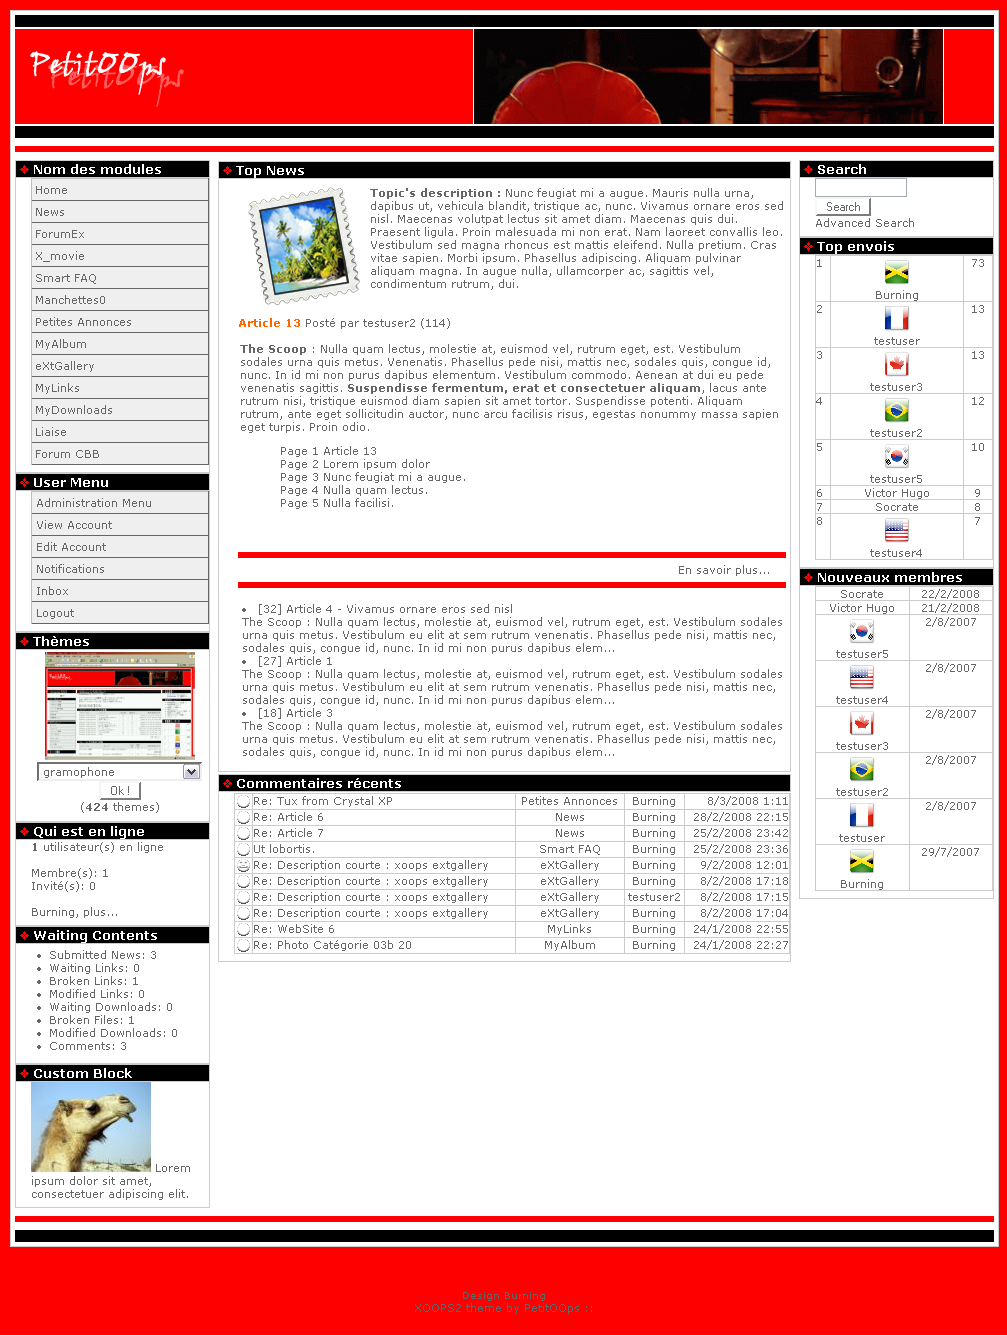 PetitOOps
PetitOOps
Nom des modules
Home
News
ForumEx
X_movie
Smart FAQ
Manchettes0
Petites Annonces
MyAlbum
eXtGallery
MyLinks
MyDownloads
Liaise
Forum CBB
User Menu
Administration Menu
View Account
Edit Account
Notifications
Inbox
Logout
Thèmes
gramophone
Ok!
(424 themes)
Qui est en ligne
1 utilisateur(s) en ligne
Membre(s): 1
Invité(s): 0
Burning, plus...
Waiting Contents
Submitted News: 3
Waiting Links: 0
Broken Links: 1
Modified Links: 0
Waiting Downloads: 0
Broken Files: 1
Modified Downloads: 0
Comments: 3
Custom Block
Lorem
ipsum dolor sit amet,
consectetuer adipiscing elit.
Top News
Topic's description : Nunc feugiat mi a augue. Mauris nulla urna,
dapibus ut, vehicula blandit, tristique ac, nunc. Vivamus ornare eros sed
nisl. Maecenas volutpat lectus sit amet diam. Maecenas quis dui.
Praesent ligula. Proin malesuada mi non erat. Nam laoreet convallis leo.
Vestibulum sed magna rhoncus est mattis eleifend. Nulla pretium. Cras
vitae sapien. Morbi ipsum. Phasellus adipiscing. Aliquam pulvinar
aliquam magna. In augue nulla, ullamcorper ac, sagittis vel,
condimentum rutrum, dui.
Article 13 Posté par testuser2 (114)
The Scoop : Nulla quam lectus, molestie at, euismod vel, rutrum eget, est. Vestibulum
sodales urna quis metus. Venenatis. Phasellus pede nisi, mattis nec, sodales quis, congue id,
nunc. In id mi non purus dapibus elementum. Vestibulum commodo. Aenean at dui eu pede
venenatis sagittis. Suspendisse fermentum, erat et consectetuer aliquam, lacus ante
rutrum nisi, tristique euismod diam sapien sit amet tortor. Suspendisse potenti. Aliquam
rutrum, ante eget sollicitudin auctor, nunc arcu facilisis risus, egestas nonummy massa sapien
eget turpis. Proin odio.
Page 1 Article 13
Page 2 Lorem ipsum dolor
Page 3 Nunc feugiat mi a augue.
Page 4 Nulla quam lectus.
Page 5 Nulla facilisi.
En savoir plus...
[32] Article 4 - Vivamus ornare eros sed nisl
The Scoop : Nulla quam lectus, molestie at, euismod vel, rutrum eget, est. Vestibulum sodales
urna quis metus. Vestibulum eu elit at sem rutrum venenatis. Phasellus pede nisi, mattis nec,
sodales quis, congue id, nunc. In id mi non purus dapibus elem...
[27] Article 1
The Scoop : Nulla quam lectus, molestie at, euismod vel, rutrum eget, est. Vestibulum sodales
urna quis metus. Vestibulum eu elit at sem rutrum venenatis. Phasellus pede nisi, mattis nec,
sodales quis, congue id, nunc. In id mi non purus dapibus elem...
[18] Article 3
The Scoop : Nulla quam lectus, molestie at, euismod vel, rutrum eget, est. Vestibulum sodales
urna quis metus. Vestibulum eu elit at sem rutrum venenatis. Phasellus pede nisi, mattis nec,
sodales quis, congue id, nunc. In id mi non purus dapibus elem...
Commentaires récents
Re: Tux from Crystal XP Petites Annonces Burning 8/3/2008 1:11
Re: Article 6 News Burning 28/2/2008 22:15
Re: Article 7 News Burning 25/2/2008 23:42
Ut lobortis. Smart FAQ Burning 25/2/2008 23:36
Re: Description courte : xoops extgallery eXtGallery Burning 9/2/2008 12:01
Re: Description courte : xoops extgallery eXtGallery Burning 8/2/2008 17:18
Re: Description courte : xoops extgallery eXtGallery testuser2 8/2/2008 17:15
Re: Description courte : xoops extgallery eXtGallery Burning 8/2/2008 17:04
Re: WebSite 6 MyLinks Burning 24/1/2008 22:55
Re: Photo Catégorie 03b 20 MyAlbum Burning 24/1/2008 22:27
Search
Search
Advanced Search
Top envois
1 Burning 73
2 testuser 13
3 testuser3 13
4 testuser2 12
5 testuser5 10
6 Victor Hugo 9
7 Socrate 8
8 testuser4 7
Nouveaux membres
Socrate 22/2/2008
Victor Hugo 21/2/2008
testuser5 2/8/2007
testuser4 2/8/2007
testuser3 2/8/2007
testuser2 2/8/2007
testuser 2/8/2007
Burning 29/7/2007
Design Burning
XOOPS2 theme by PetitOOps ::